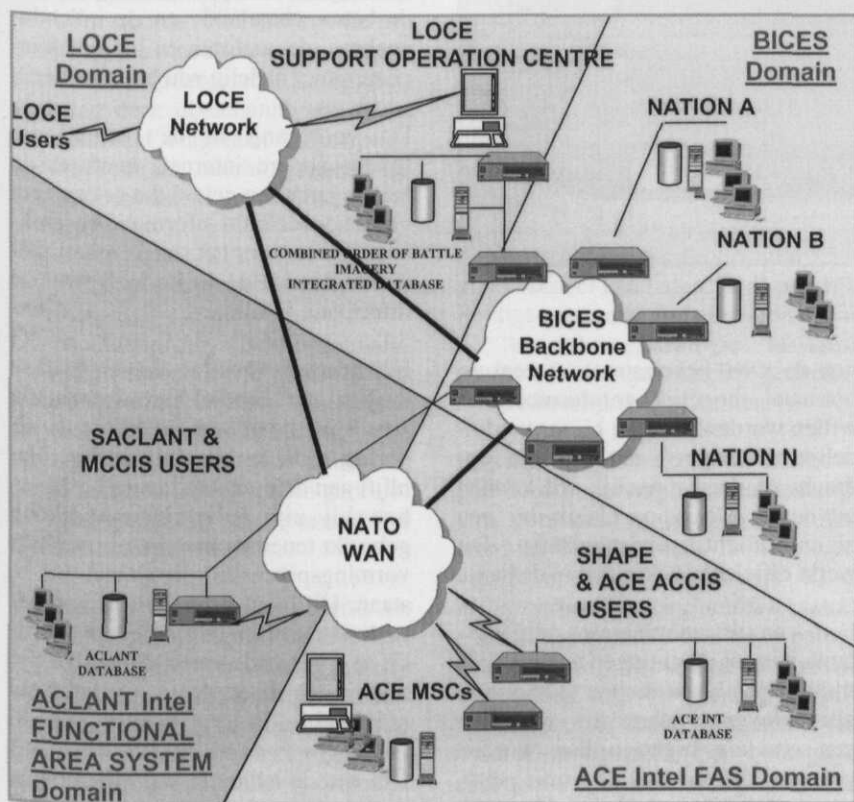 LOCE
Domain
LOCE
SUPPORT OPERATION CENTRE
BICES
Domain
LOCE
Users
LOCE
Network
NATION A
NATION B
COMBINED ORDER OF BATTLE
IMAGERY
INTEGRATED DATABASE
BICES
Backbone
Network
SACLANT &
MCCIS USERS
NATION N
NATO
WAN
SHAPE
& ACE ACCIS
USERS
ACLANT
DATABASE
ACE MSCs
ACE INT
DATABASE
ACLANT Intel
FUNCTIONAL
AREA SYSTEM
Domain
ACE Intel FAS Domain